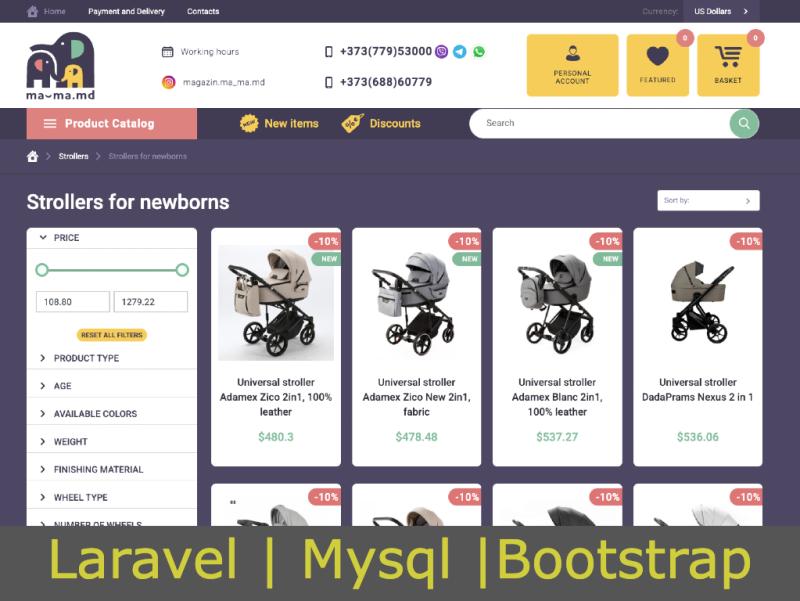 Home Payment and Delivery Contacts Currency: US Dollars
ma-ma.md
Working hours +373(779)53000
magazin.ma_ma.md +373(688)60779
PERSONAL ACCOUNT
0
FEATURED
0
BASKET
Product Catalog New items Discounts Search
Strollers Strollers for newborns
Strollers for newborns Sort by:
PRICE
108.80 1279.22
RESET ALL FILTERS
PRODUCT TYPE
AGE
AVAILABLE COLORS
WEIGHT
FINISHING MATERIAL
WHEEL TYPE
NUMBER OF WHEELS
-10%
NEW
Universal stroller
Adamex Zico 2in1, 100%
leather
$480.3
-10%
NEW
Universal stroller
Adamex Zico New 2in1,
fabric
$478.48
-10%
NEW
Universal stroller
Adamex Blanc 2in1,
100% leather
$537.27
-10%
Universal stroller
DadaPrams Nexus 2 in 1
$536.06
-10% -10% -10% -10%
Laravel | Mysql |Bootstrap